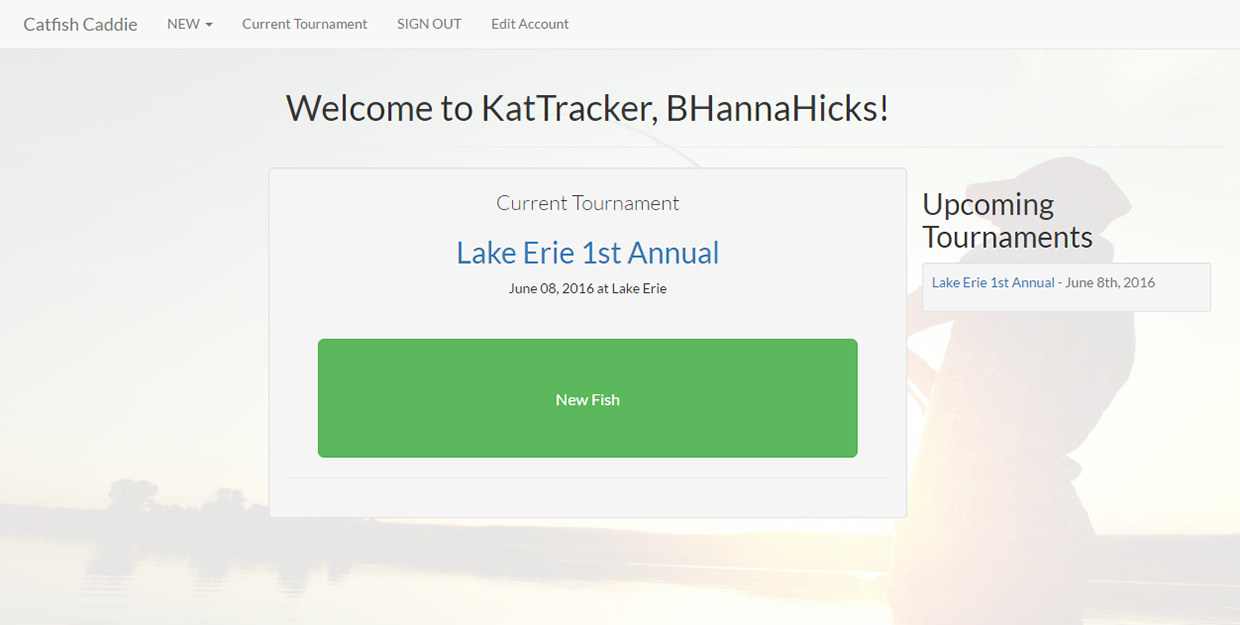 Catfish Caddie NEW Current Tournament SIGN OUT Edit Account
Welcome to KatTracker, BHannaHicks!
Current Tournament
Lake Erie 1st Annual
June 08, 2016 at Lake Erie
New Fish
Upcoming
Tournaments
Lake Erie 1st Annual - June 8th, 2016